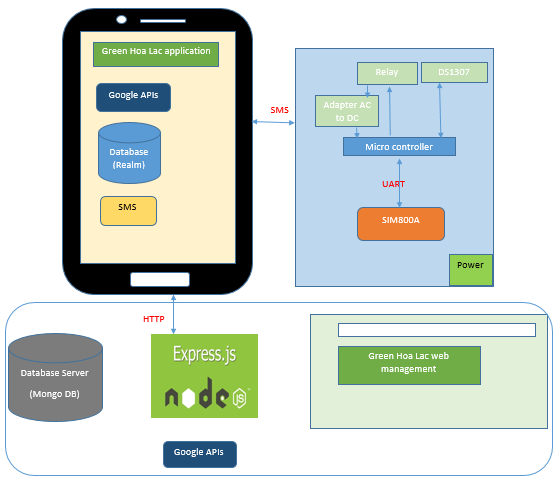 Green Hoa Lac application
Google APIs
Database
(Realm)
SMS
SMS
Relay
DS1307
Adapter AC
to DC
Micro controller
UART
SIM800A
Power
HTTP
Database Server
(Mongo DB)
Express.js
node
JS
Google APIs
Green Hoa Lac web
management